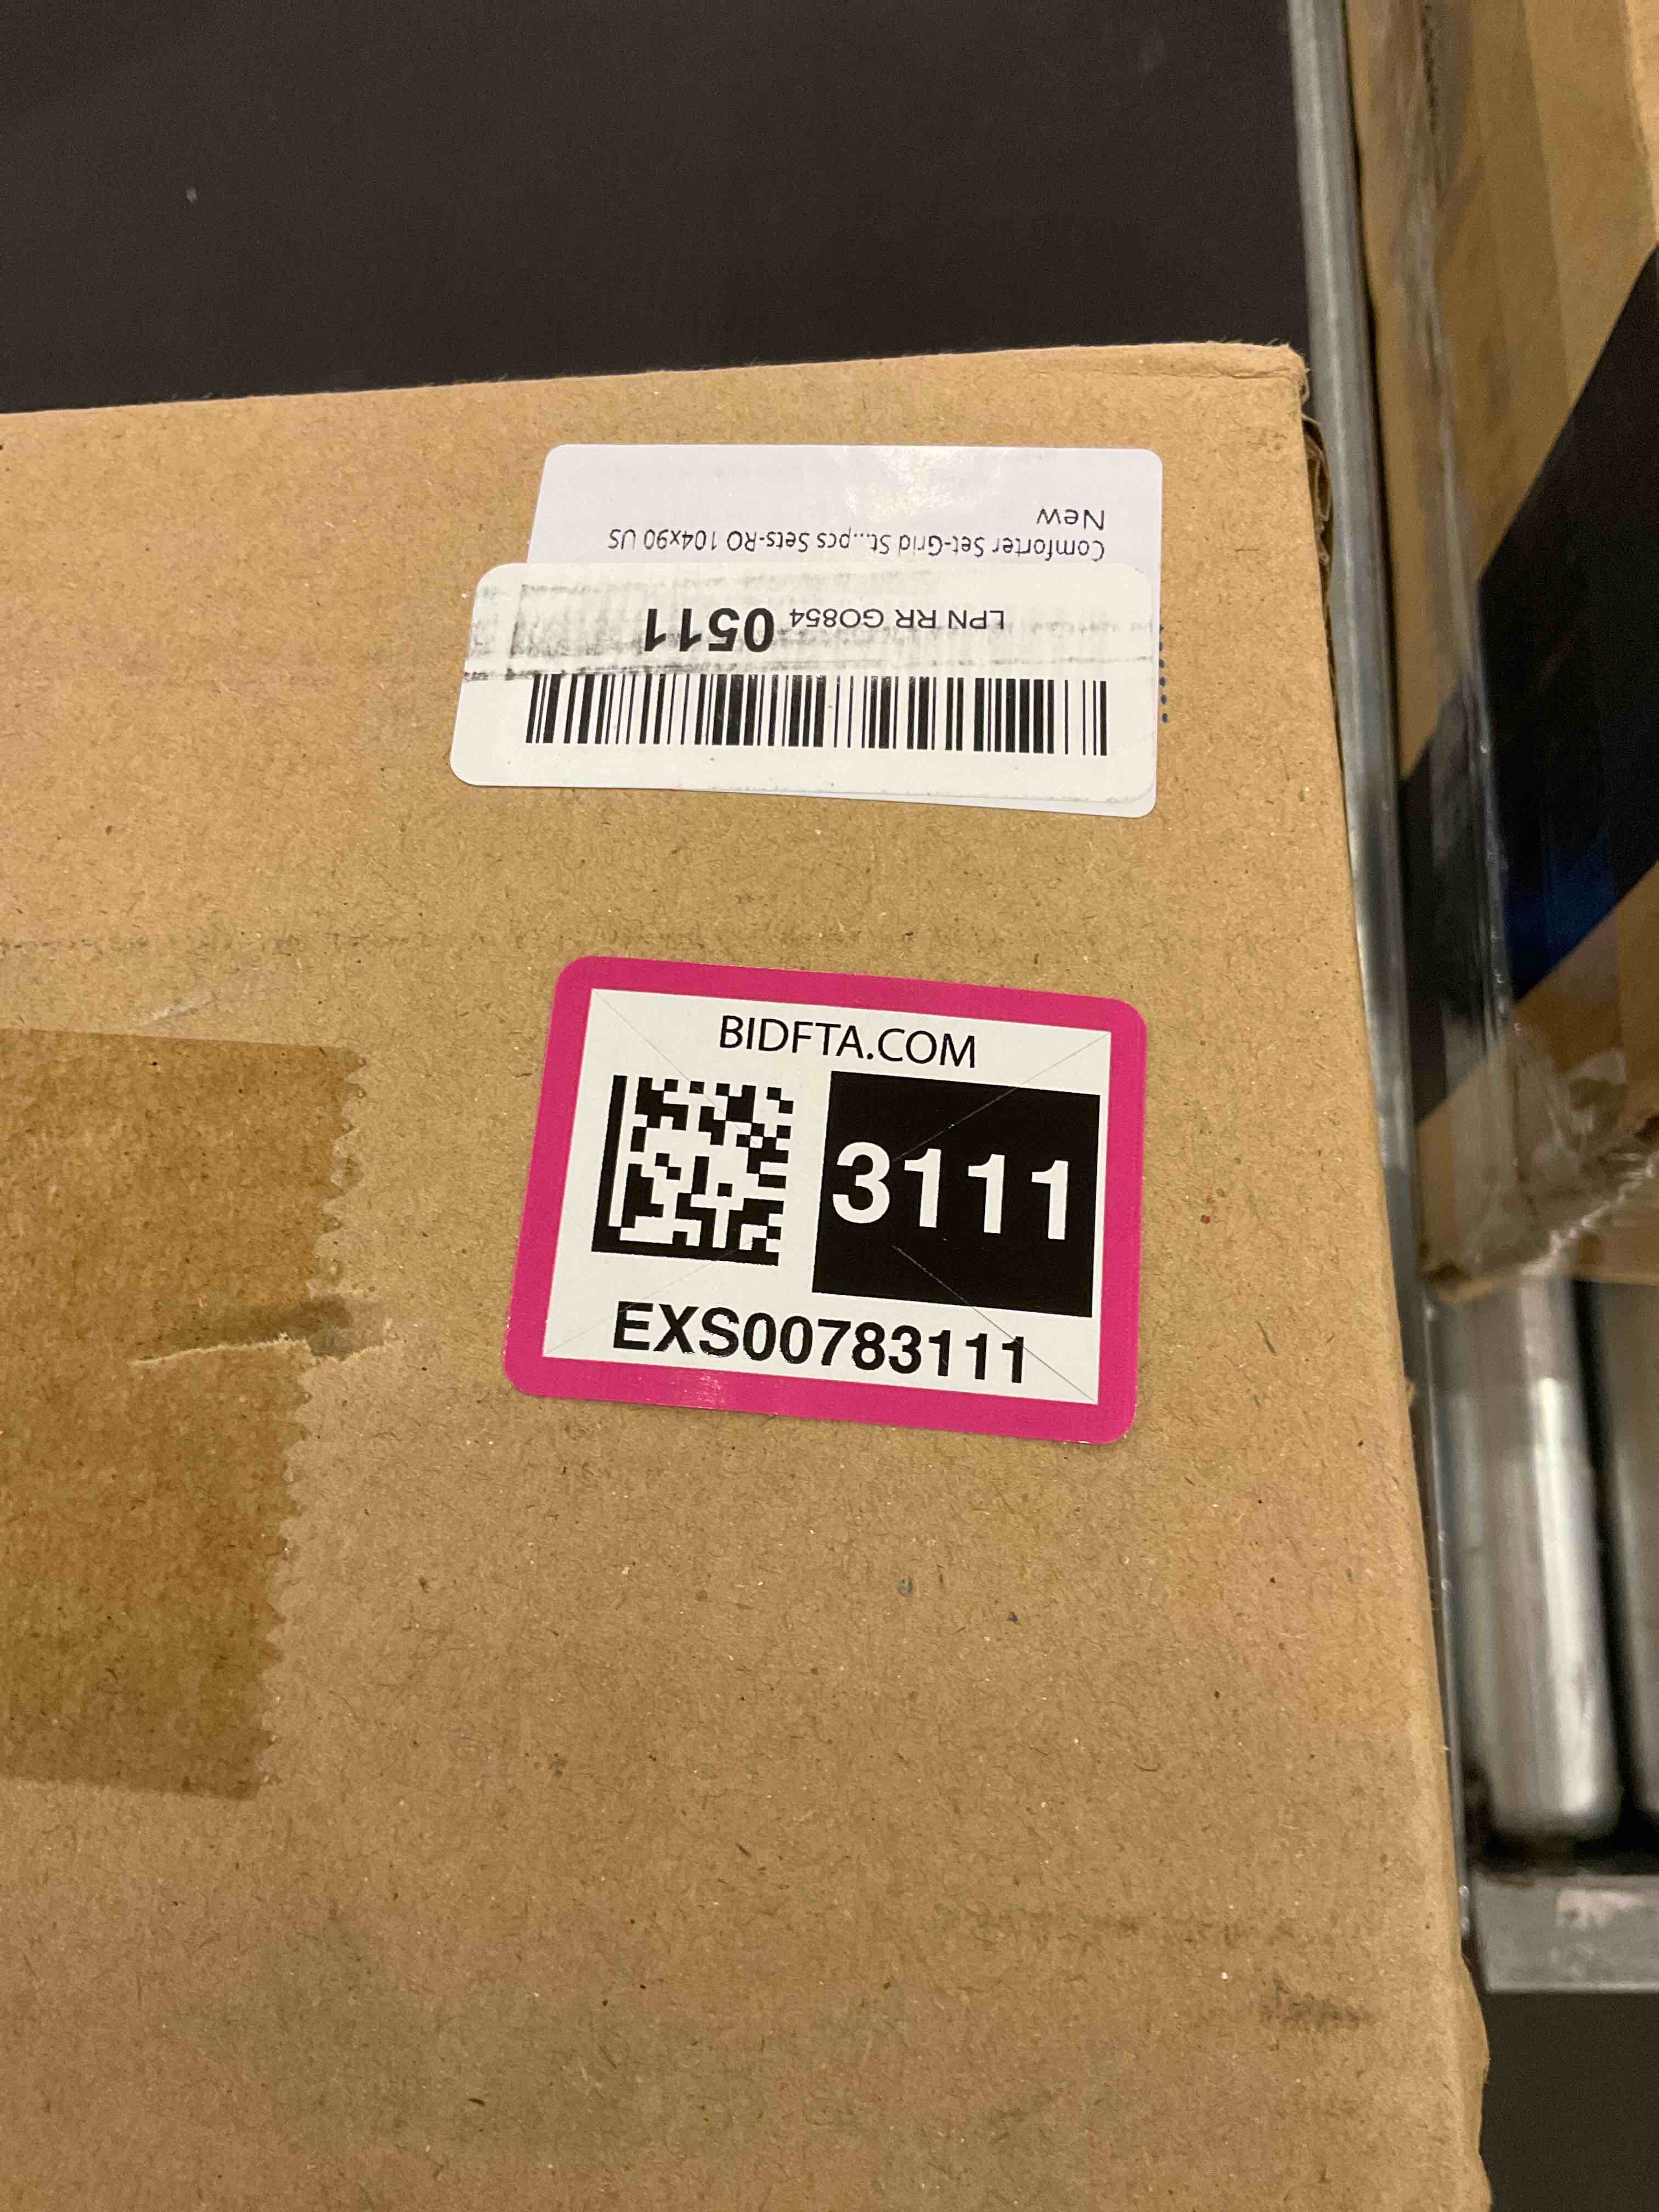 Comforter Set-Grid St...pcs Sets-RO 104x90 US
New
LPN RR GO854 0511
BIDFTA.COM
3111
EXS00783111